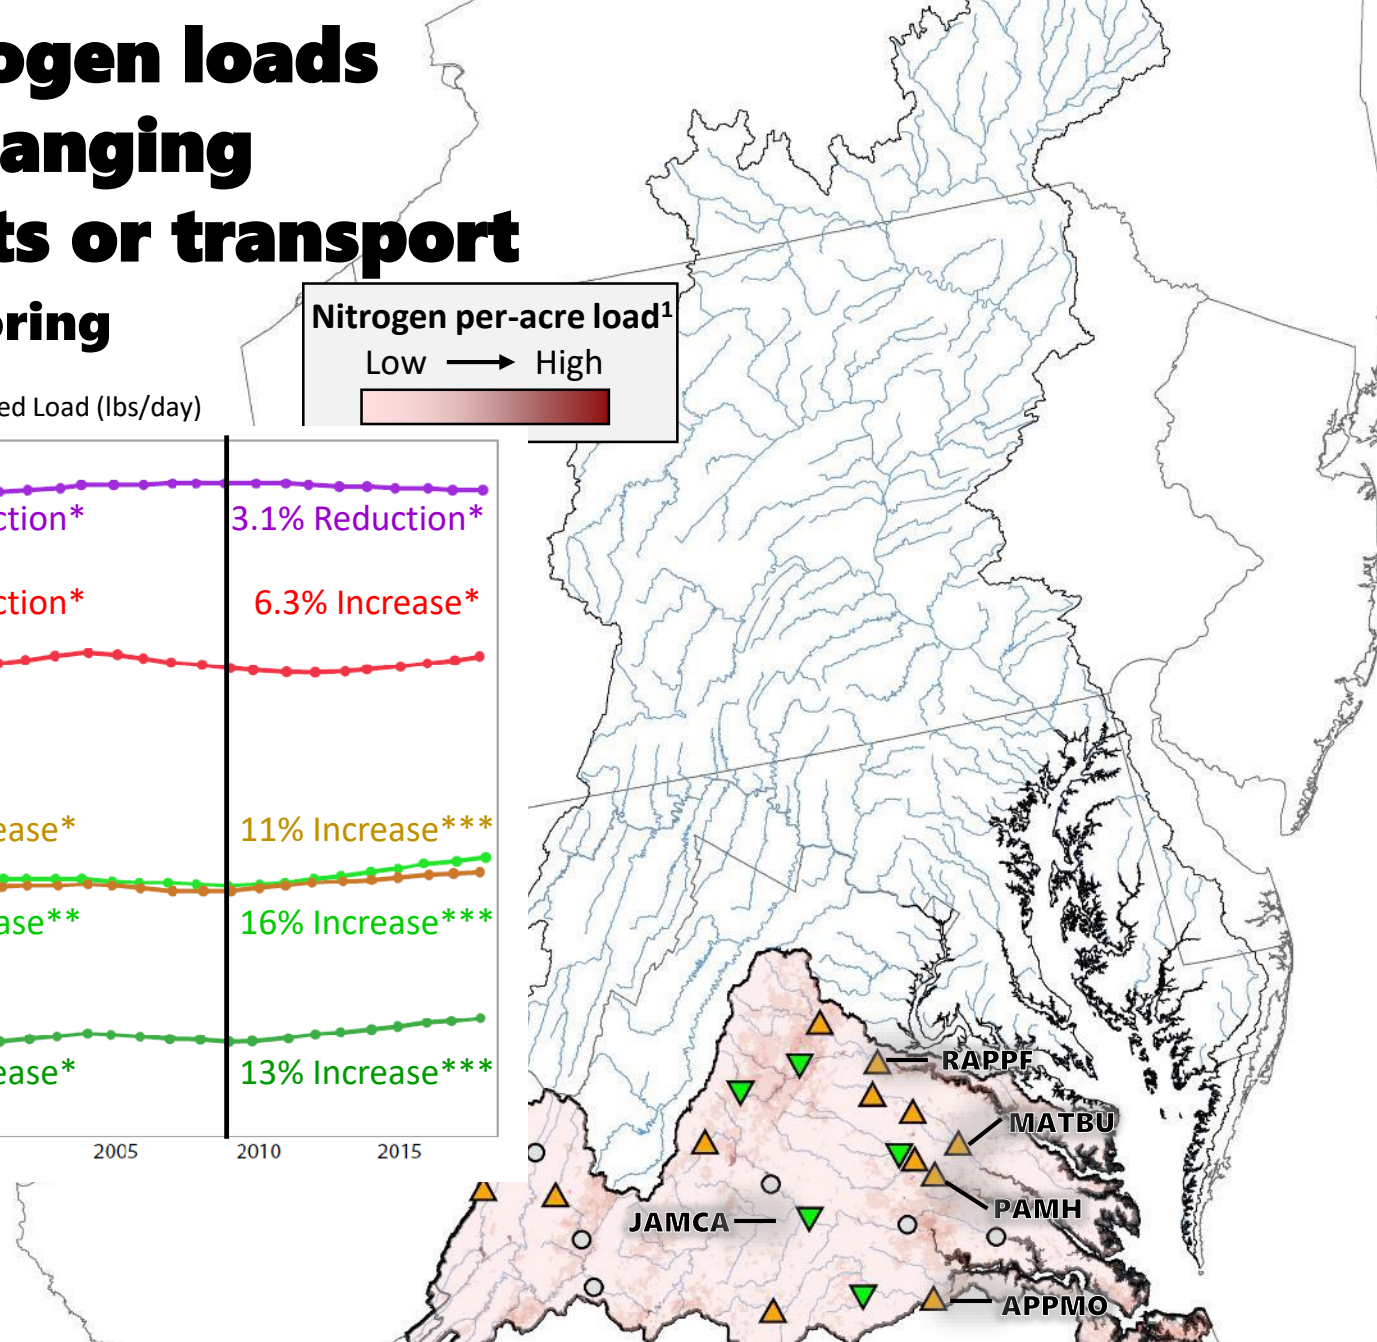 ogen loads
anging
ts or transport
oring
Nitrogen per-acre load¹
Low High
ed Load (lbs/day)
ction*
3.1% Reduction*
ction*
6.3% Increase*
ease*
11% Increase***
ase**
16% Increase***
ease*
13% Increase***
2005
2010
2015
RAPPF
MATBU
PAMH
JAMCA
APPMO